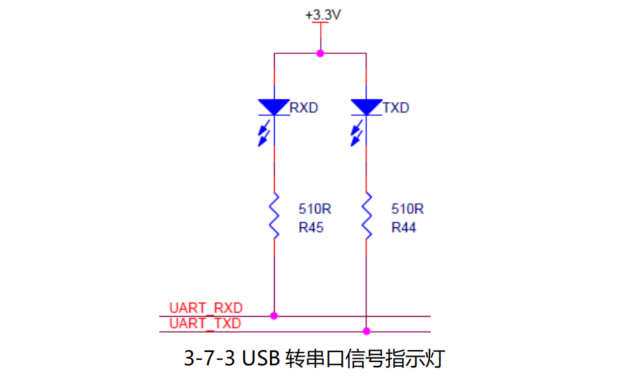 +3.3V
RXD
TXD
510R
R45
510R
R44
UART_RXD
UART_TXD
3-7-3 USB 转串口信号指示灯